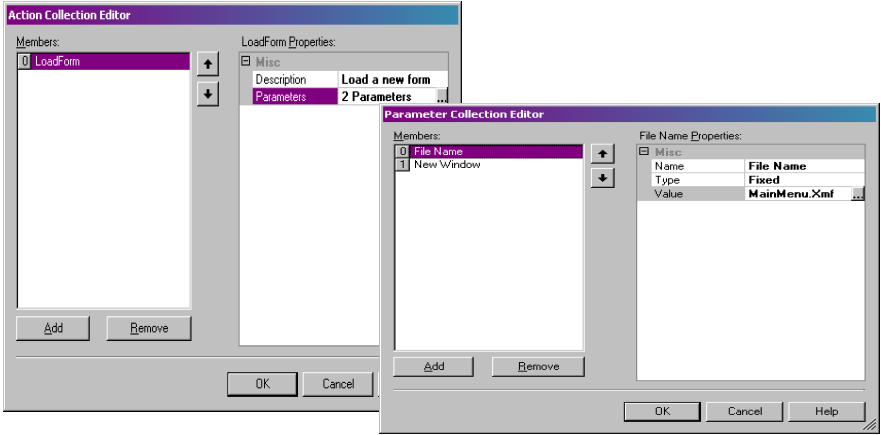 Action Collection Editor
Members:
0 LoadForm
LoadForm Properties:
Misc
Description Load a new form
Parameters 2 Parameters ...
Add Remove
OK Cancel
Parameter Collection Editor
Members:
0 File Name
1 New Window
File Name Properties:
Misc
Name File Name
Type Fixed
Value MainMenu.Xmf ...
Add Remove
OK Cancel Help